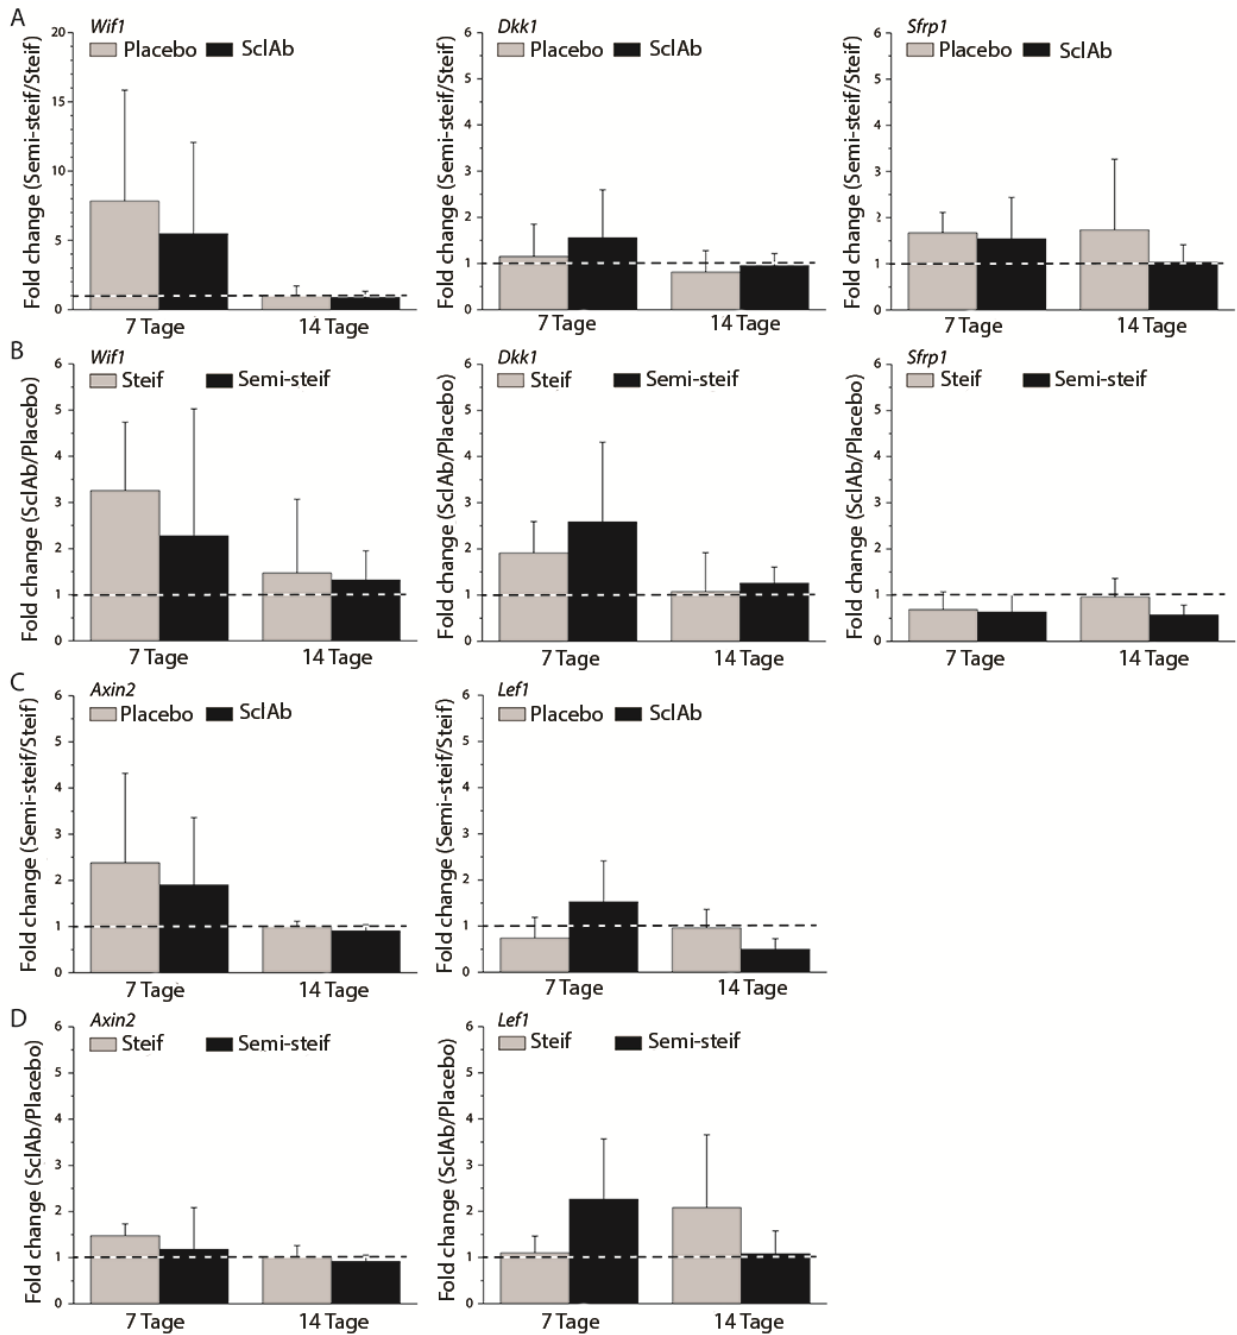 A
Wif1
Placebo SclAb
Fold change (Semi-steif/Steif)
20
15
10
5
0
7 Tage 14 Tage
Dkk1
Placebo SclAb
Fold change (Semi-steif/Steif)
6
5
4
3
2
1
0
7 Tage 14 Tage
Sfrp1
Placebo SclAb
Fold change (Semi-steif/Steif)
6
5
4
3
2
1
0
7 Tage 14 Tage
B
Wif1
Steif Semi-steif
Fold change (SclAb/Placebo)
6
5
4
3
2
1
0
7 Tage 14 Tage
Dkk1
Steif Semi-steif
Fold change (SclAb/Placebo)
6
5
4
3
2
1
0
7 Tage 14 Tage
Sfrp1
Steif Semi-steif
Fold change (SclAb/Placebo)
6
5
4
3
2
1
0
7 Tage 14 Tage
C
Axin2
Placebo SclAb
Fold change (Semi-steif/Steif)
6
5
4
3
2
1
0
7 Tage 14 Tage
Lef1
Placebo SclAb
Fold change (Semi-steif/Steif)
6
5
4
3
2
1
0
7 Tage 14 Tage
D
Axin2
Steif Semi-steif
Fold change (SclAb/Placebo)
6
5
4
3
2
1
0
7 Tage 14 Tage
Lef1
Steif Semi-steif
Fold change (SclAb/Placebo)
6
5
4
3
2
1
0
7 Tage 14 Tage